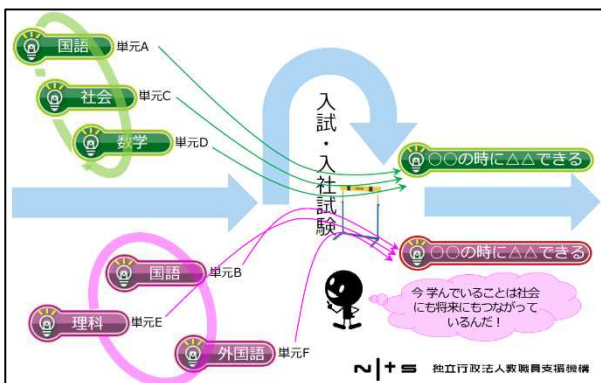 国語 単元A
社会 単元C
数学 単元D
入試・入社試験
○○の時に△△できる
○○の時に△△できる
国語 単元B
理科 単元E
外国語 単元F
今 学んでいることは社会
にも将来にもつながって
いるんだ！
N|TS 独立行政法人教職員支援機構